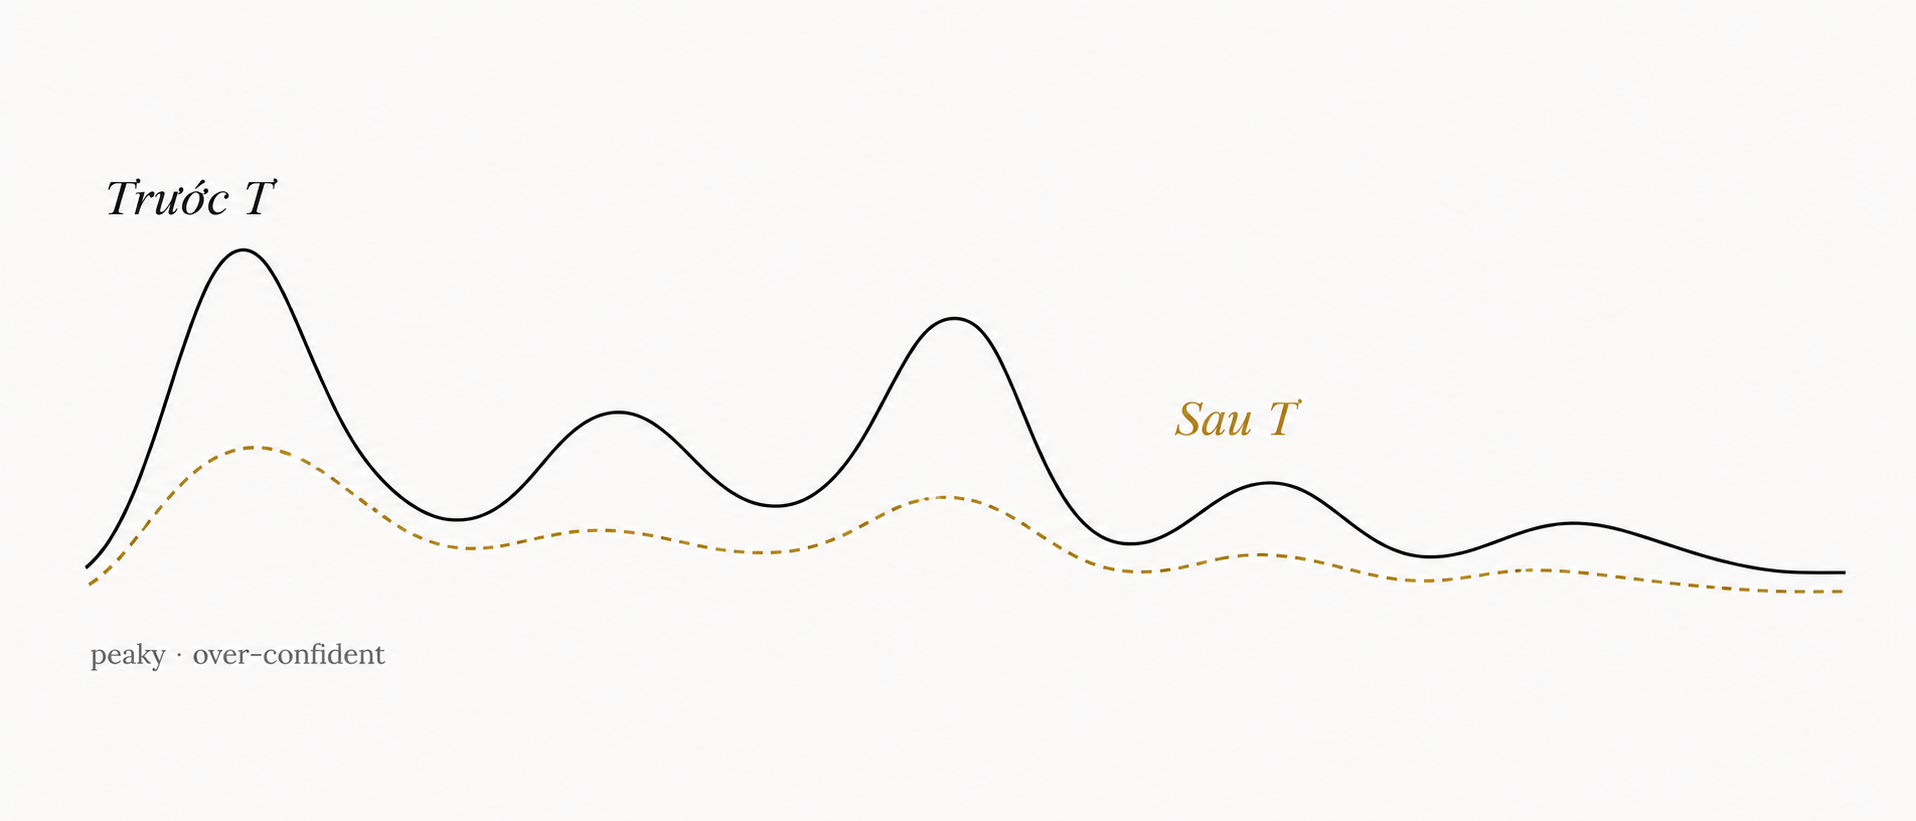 Trước T
Sau T
peaky · over-confident